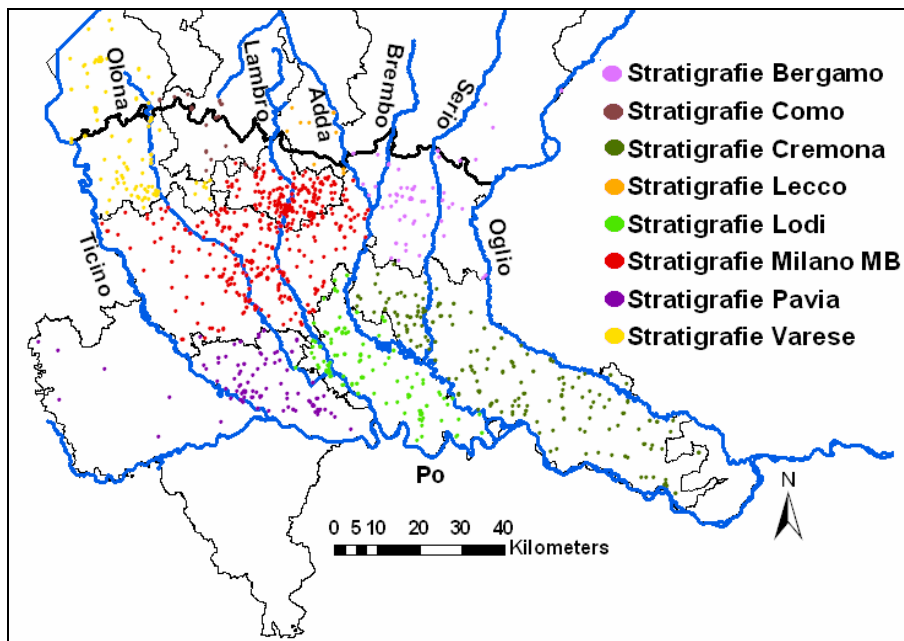 Olona
Lambro
Adda
Brembo
Serio
Ticino
Oglio
Po
Stratigrafie Bergamo
Stratigrafie Como
Stratigrafie Cremona
Stratigrafie Lecco
Stratigrafie Lodi
Stratigrafie Milano MB
Stratigrafie Pavia
Stratigrafie Varese
N
0 5 10 20 30 40
Kilometers